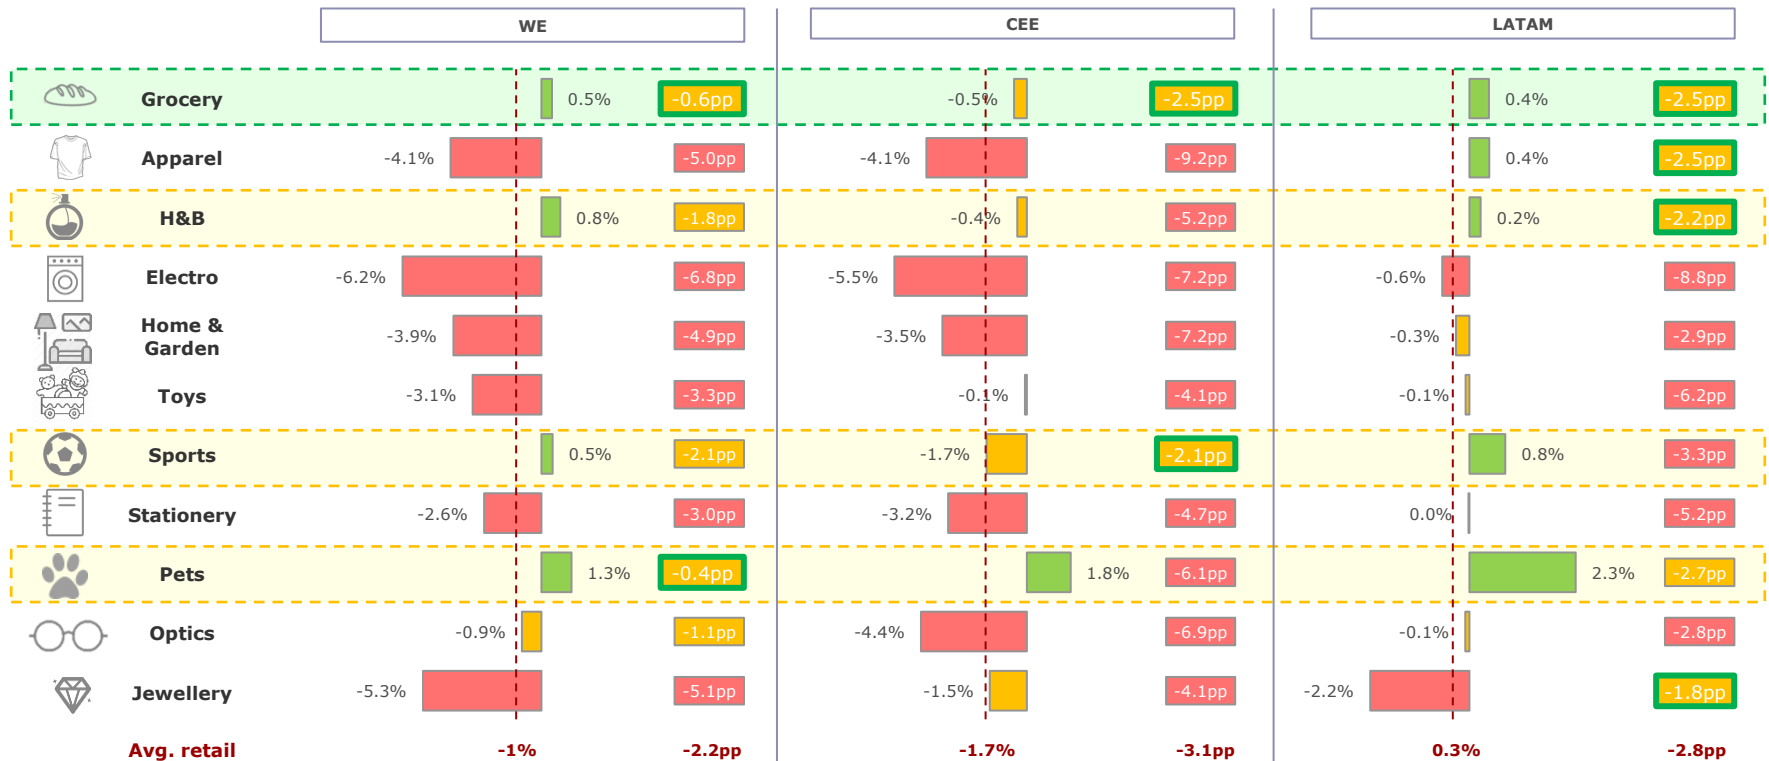 WE CEE LATAM
Grocery 0.5% -0.6pp -0.5% -2.5pp 0.4% -2.5pp
Apparel -4.1% -5.0pp -4.1% -9.2pp 0.4% -2.5pp
H&B 0.8% -1.8pp -0.4% -5.2pp 0.2% -2.2pp
Electro -6.2% -6.8pp -5.5% -7.2pp -0.6% -8.8pp
Home &
Garden -3.9% -4.9pp -3.5% -7.2pp -0.3% -2.9pp
Toys -3.1% -3.3pp -0.1% -4.1pp -0.1% -6.2pp
Sports 0.5% -2.1pp -1.7% -2.1pp 0.8% -3.3pp
Stationery -2.6% -3.0pp -3.2% -4.7pp 0.0% -5.2pp
Pets 1.3% -0.4pp 1.8% -6.1pp 2.3% -2.7pp
Optics -0.9% -1.1pp -4.4% -6.9pp -0.1% -2.8pp
Jewellery -5.3% -5.1pp -1.5% -4.1pp -2.2% -1.8pp
Avg. retail -1% -2.2pp -1.7% -3.1pp 0.3% -2.8pp